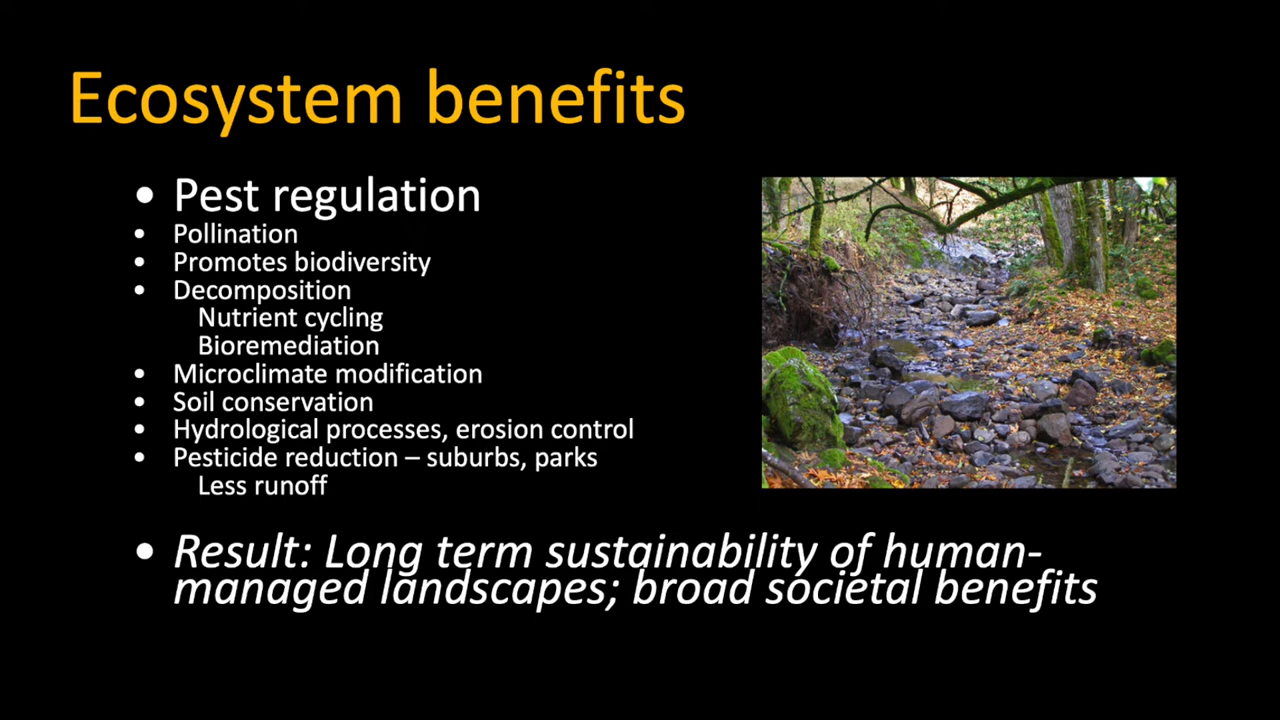 Ecosystem benefits
• Pest regulation
• Pollination
• Promotes biodiversity
• Decomposition
Nutrient cycling
Bioremediation
• Microclimate modification
• Soil conservation
• Hydrological processes, erosion control
• Pesticide reduction – suburbs, parks
Less runoff
• Result: Long term sustainability of human-
managed landscapes; broad societal benefits